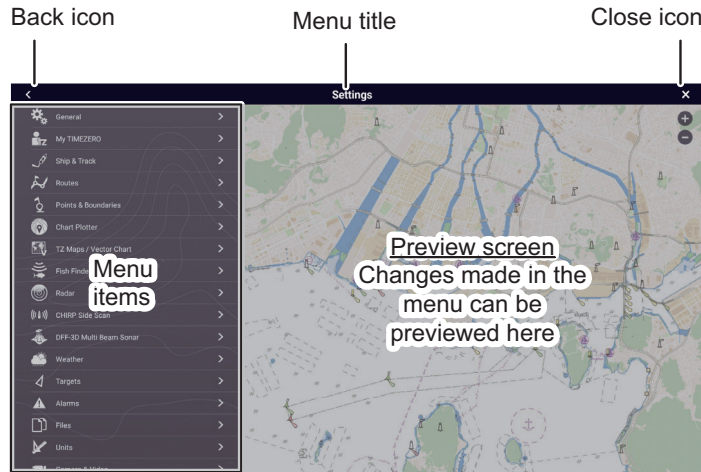 Back icon
Menu title
Close icon
Settings
General
My TIMEZERO
Ship & Track
Routes
Points & Boundaries
Chart Plotter
TZ Maps / Vector Chart
Fish Finder
Radar
CHIRP Side Scan
DFF-3D Multi Beam Sonar
Weather
Targets
Alarms
Files
Units
Camera & Video
Menu
items
Preview screen
Changes made in the
menu can be
previewed here